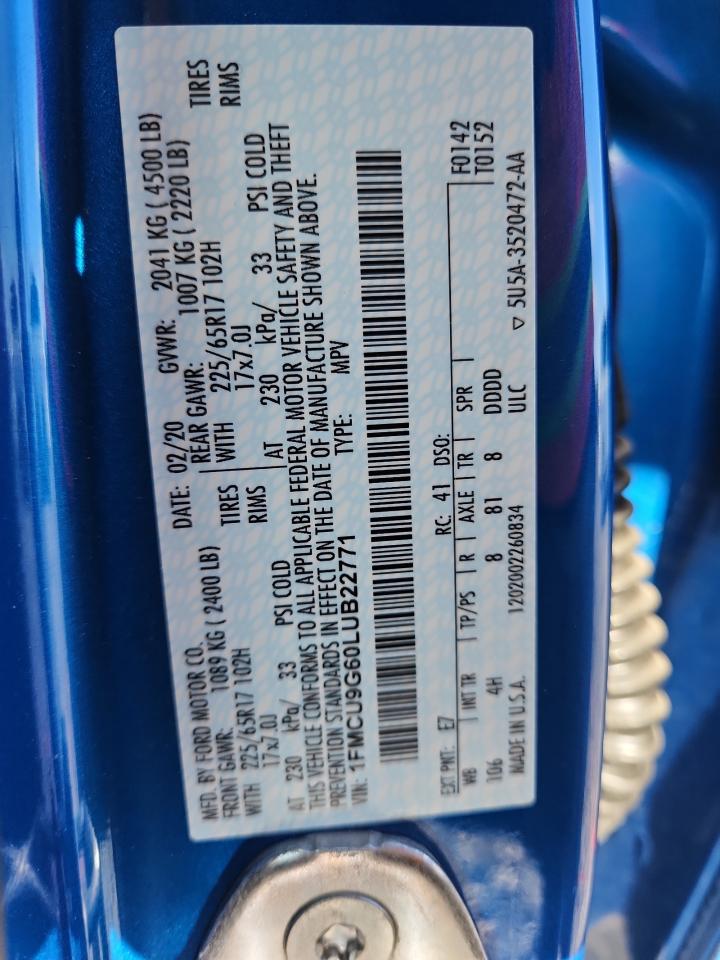 MFD. BY FORD MOTOR CO.
DATE: 02/20 GVWR: 2041 KG ( 4500 LB)
FRONT GAWR: 1089 KG ( 2400 LB) REAR GAWR: 1007 KG ( 2220 LB)
WITH 225/65R17 102H TIRES WITH 225/65R17 102H TIRES
17x7.0J RIMS 17x7.0J RIMS
AT 230 kPa/ 33 PSI COLD AT 230 kPa/ 33 PSI COLD
THIS VEHICLE CONFORMS TO ALL APPLICABLE FEDERAL MOTOR VEHICLE SAFETY AND THEFT
PREVENTION STANDARDS IN EFFECT ON THE DATE OF MANUFACTURE SHOWN ABOVE.
VIN: 1FMCU9G60LUB22771 TYPE: MPV
EXT PNT: E7 RC: 41 DSO: F0142
WB INT TR TP/PS R AXLE TR SPR T0152
106 4H 8 81 8 DDDD
MADE IN U.S.A. 1202002260834 ULC ▽ 5U5A-3520472-AA